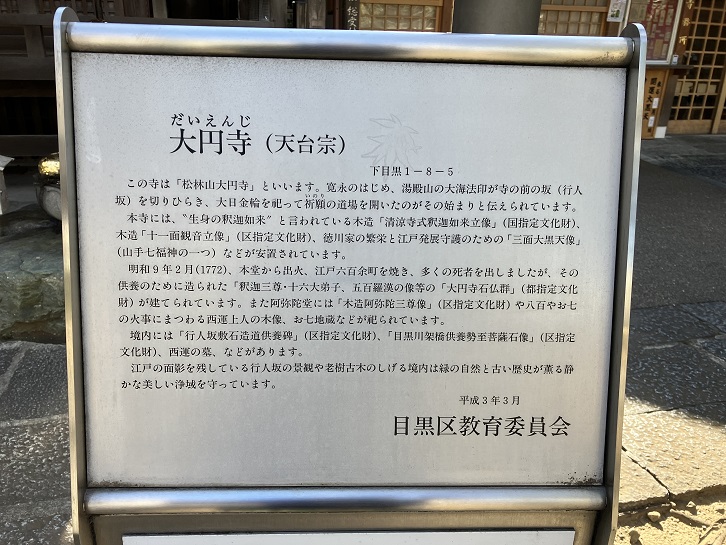 だいえんじ
大円寺（天台宗）
下目黒１－８－５
この寺は「松林山大円寺」といいます。寛永のはじめ、湯殿山の大海法印が寺の前の坂（行人
坂）を切りひらき、大日金輪を祀って祈願の道場を開いたのがその始まりと伝えられています。
いのり
本寺には、“生身の釈迦如来”と言われている木造「清涼寺式釈迦如来立像」（国指定文化財）、
木造「十一面観音立像」（区指定文化財）、徳川家の繁栄と江戸発展守護のための「三面大黒天像」
（山手七福神の一つ）などが安置されています。
明和９年２月(1772)、本堂から出火、江戸六百余町を焼き、多くの死者を出しましたが、その
供養のために造られた「釈迦三尊・十六大弟子、五百羅漢の像等の「大円寺石仏群」（都指定文化
財）が建てられています。また阿弥陀堂には「木造阿弥陀三尊像」（区指定文化財）や八百やお七
の火事にまつわる西運上人の木像、お七地蔵などが祀られています。
境内には「行人坂敷石造道供養碑」（区指定文化財）、「目黒川架橋供養勢至菩薩石像」（区指定
文化財）、西運の墓、などがあります。
江戸の面影を残している行人坂の景観や老樹古木のしげる境内は緑の自然と古い歴史が薫る静
かな美しい浄域を守っています。
平成３年３月
目黒区教育委員会